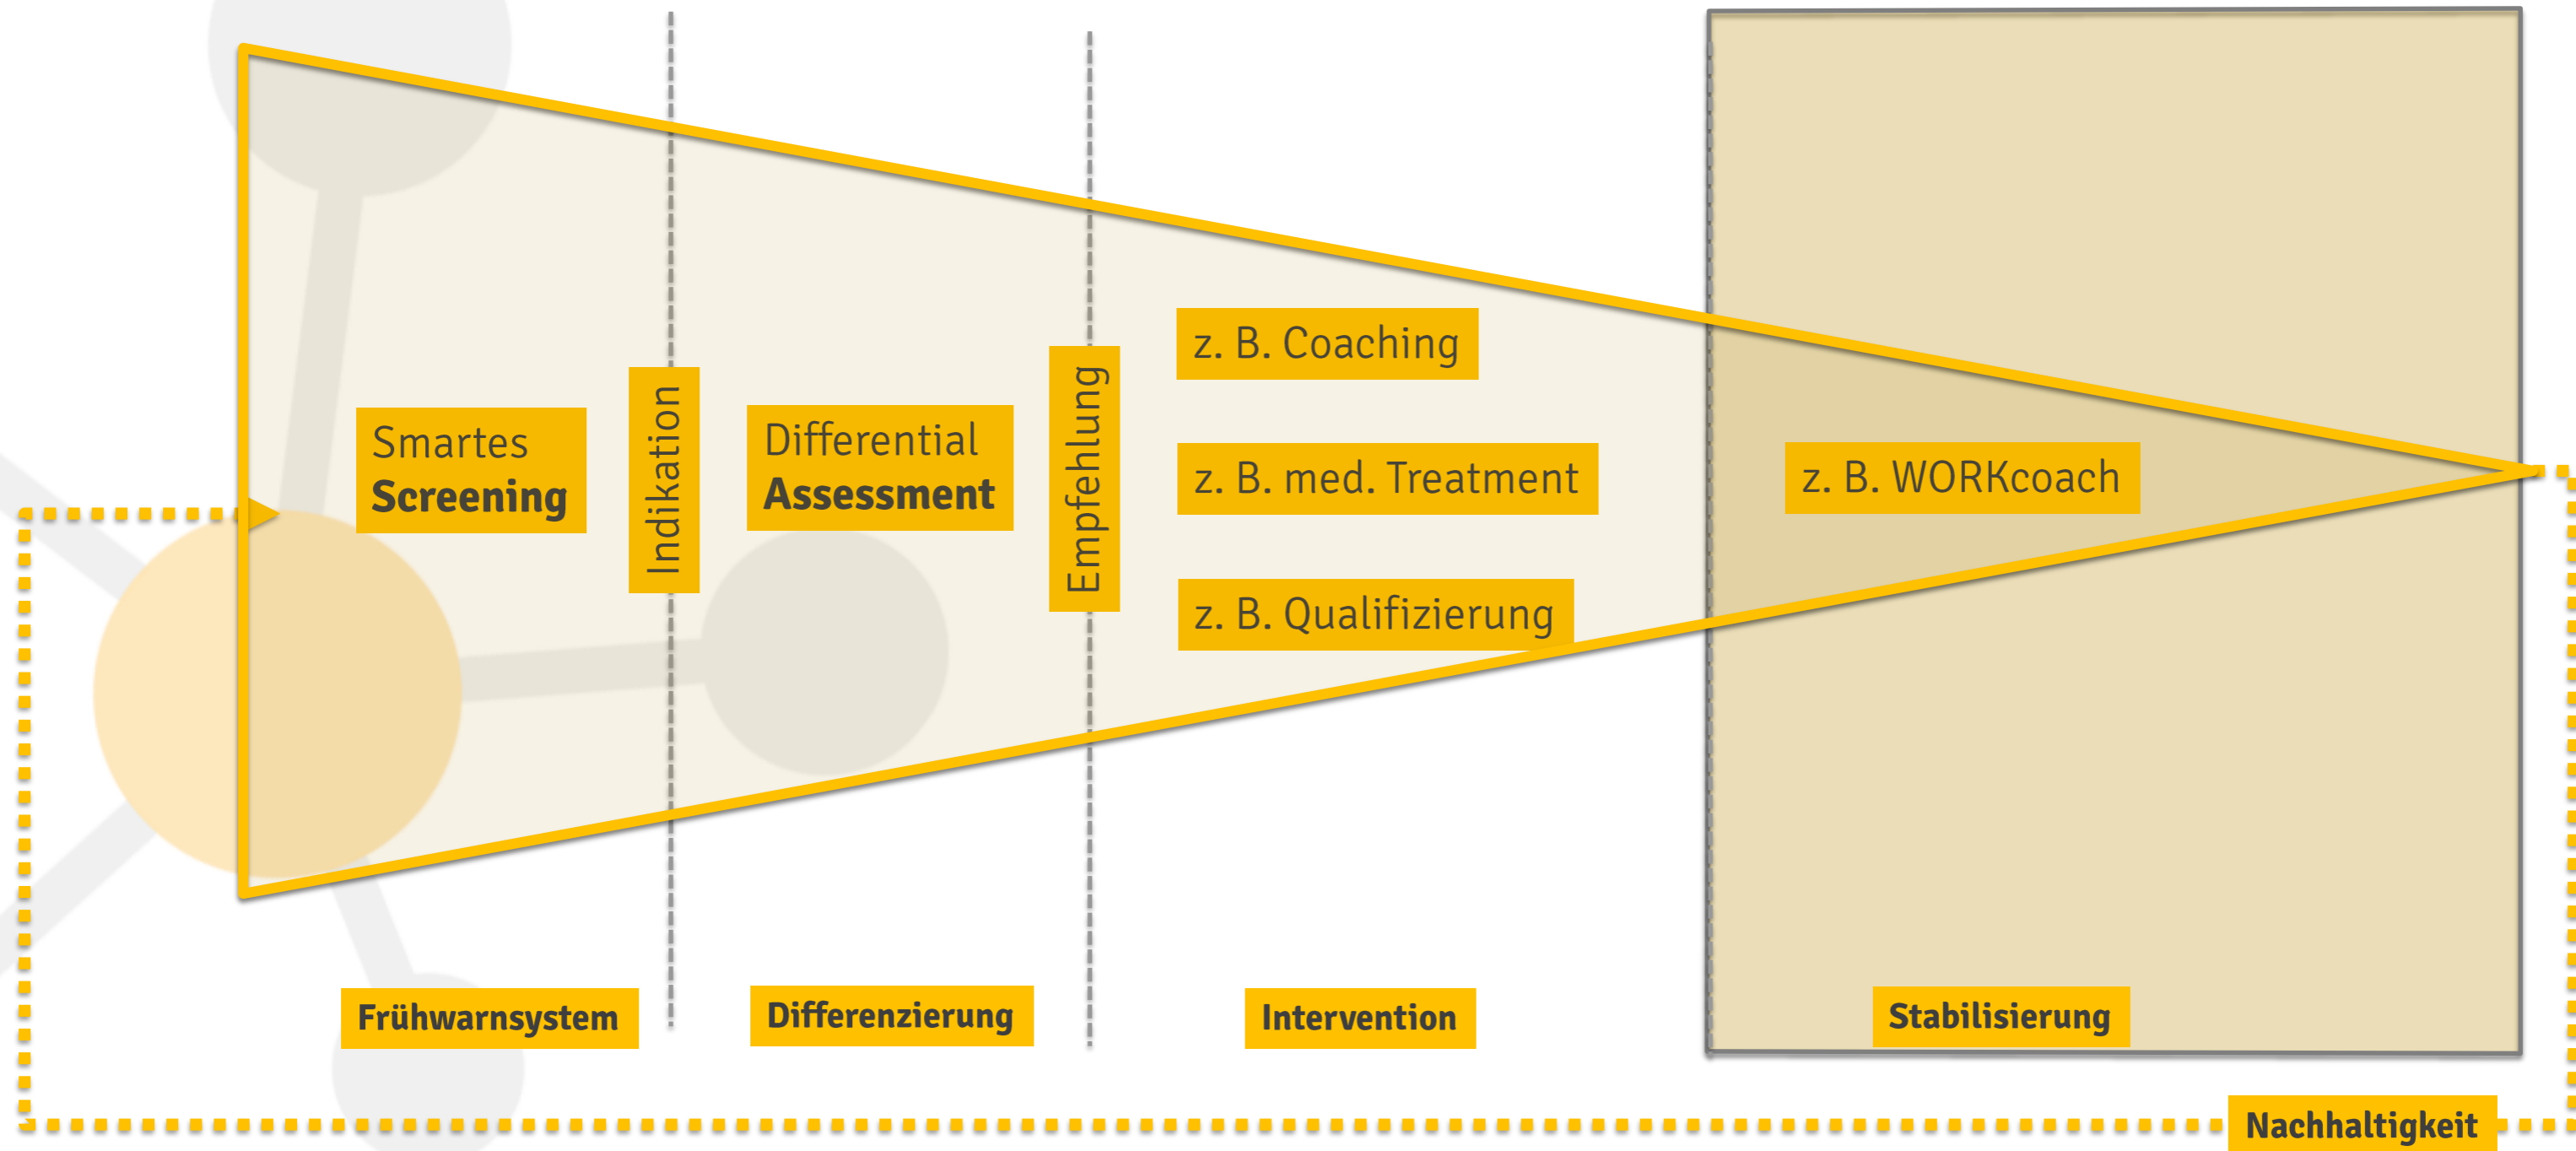 Smartes
Screening
Indikation
Differential
Assessment
Empfehlung
z. B. Coaching
z. B. med. Treatment
z. B. Qualifizierung
z. B. WORKcoach
Frühwarnsystem
Differenzierung
Intervention
Stabilisierung
Nachhaltigkeit